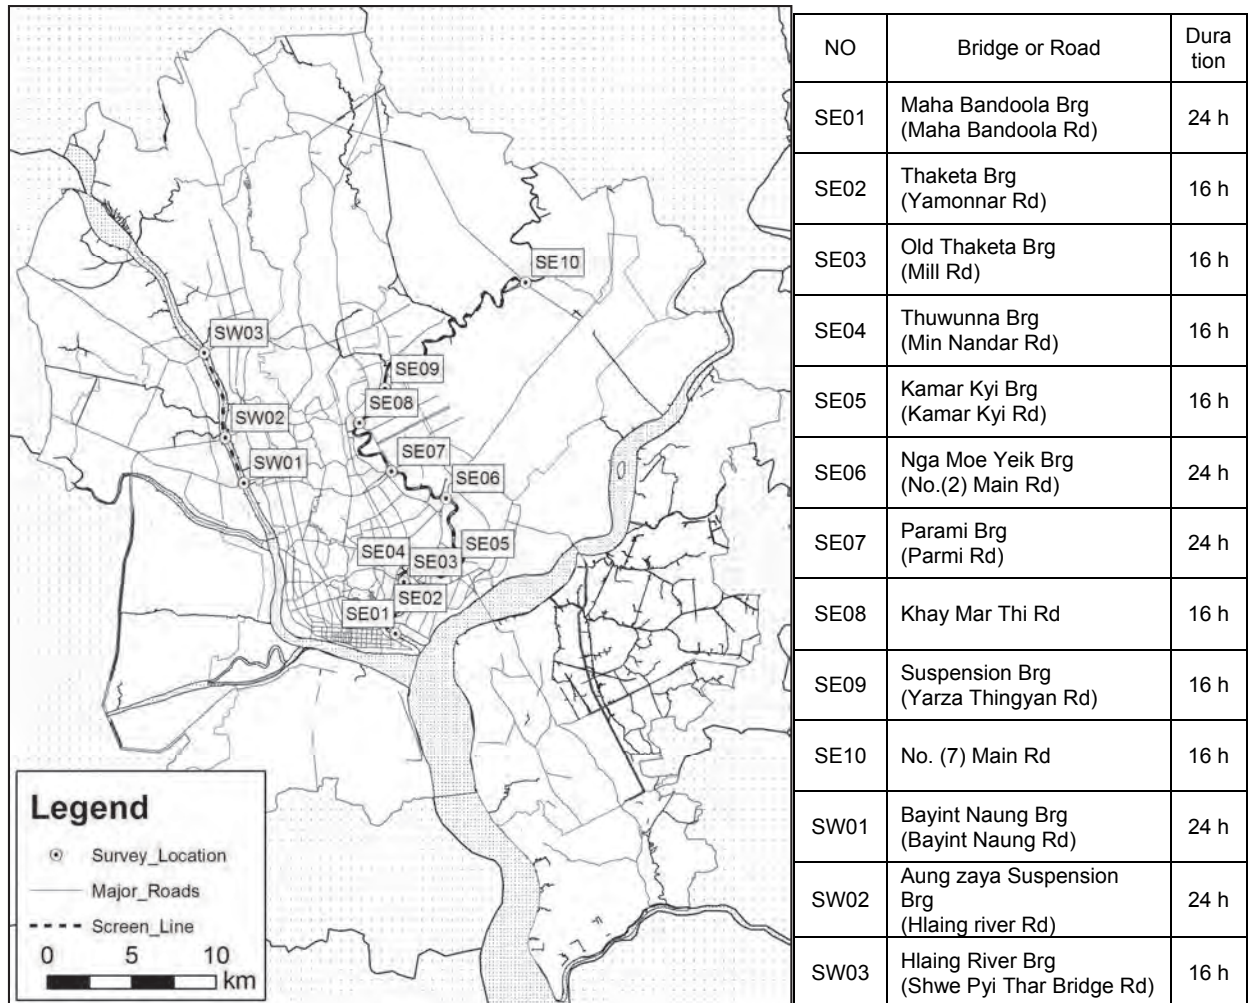 SE10
SW03
SE09
SE08
SW02
SE07
SW01
SE06
SE05
SE04
SE03
SE02
SE01
Legend
Survey_Location
Major_Roads
Screen_Line
0 5 10
km
NO Bridge or Road Dura
tion
SE01 Maha Bandoola Brg
(Maha Bandoola Rd) 24 h
SE02 Thaketa Brg
(Yamonnar Rd) 16 h
SE03 Old Thaketa Brg
(Mill Rd) 16 h
SE04 Thuwunna Brg
(Min Nandar Rd) 16 h
SE05 Kamar Kyi Brg
(Kamar Kyi Rd) 16 h
SE06 Nga Moe Yeik Brg
(No.(2) Main Rd) 24 h
SE07 Parami Brg
(Parmi Rd) 24 h
SE08 Khay Mar Thi Rd 16 h
SE09 Suspension Brg
(Yarza Thingyan Rd) 16 h
SE10 No. (7) Main Rd 16 h
SW01 Bayint Naung Brg
(Bayint Naung Rd) 24 h
SW02 Aung zaya Suspension
Brg
(Hlaing river Rd) 24 h
SW03 Hlaing River Brg
(Shwe Pyi Thar Bridge Rd) 16 h